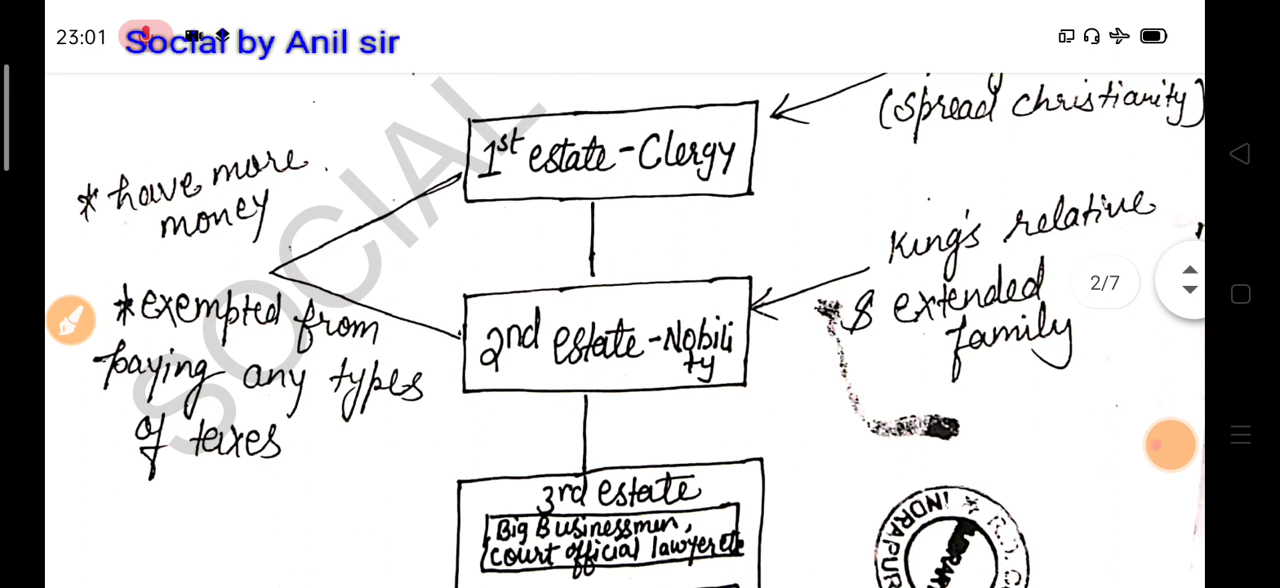 23:01
Social by Anil sir
(spread christianity)
1st estate-Clergy
* have more
money
King's relative
& extended
family
2/7
* exempted from
paying any types
of taxes
2nd estate-Nobili
ty
3rd estate
Big Businessmen,
court official lawyer etc
SOCIAL
INDRAPUR